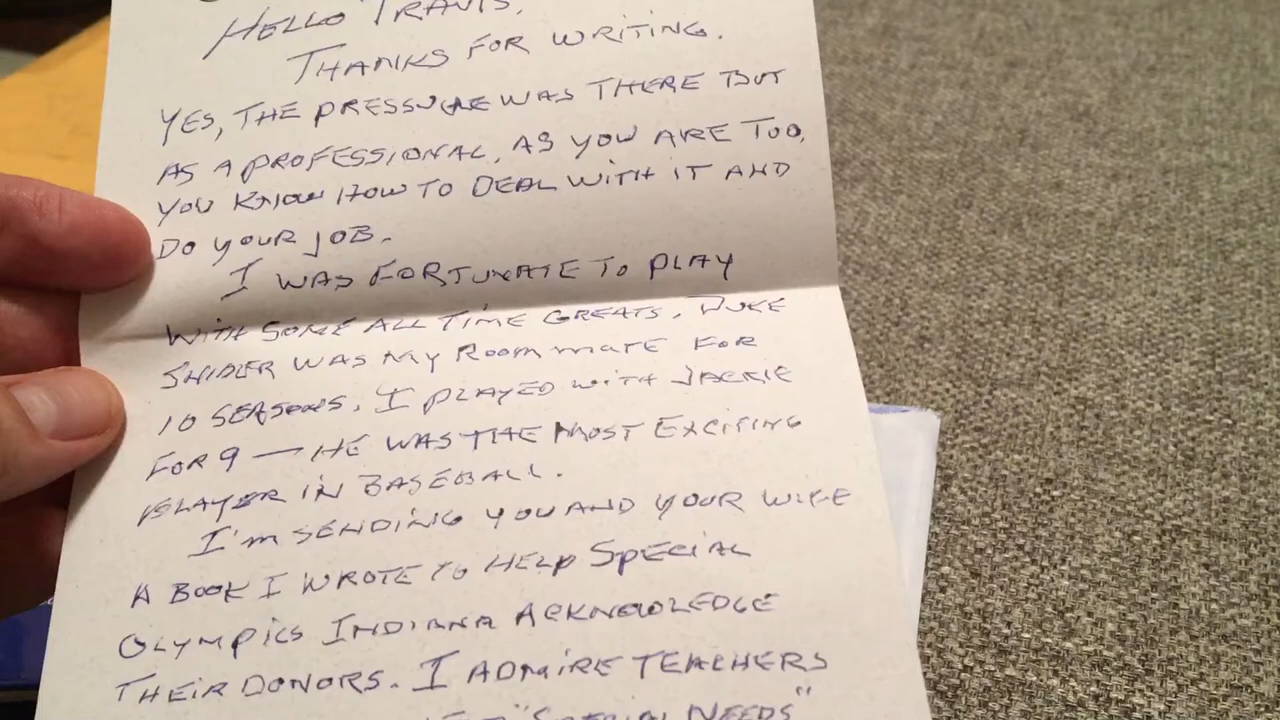 HELLO TRAVIS,
THANKS FOR WRITING.
YES, THE PRESSURE WAS THERE BUT
AS A PROFESSIONAL, AS YOU ARE TOO,
YOU KNOW HOW TO DEAL WITH IT AND
DO YOUR JOB.
I WAS FORTUNATE TO PLAY
WITH SOME ALL TIME GREATS. DUKE
SNIDER WAS MY ROOMMATE FOR
10 SEASONS. I PLAYED WITH JACKIE
FOR 9 — HE WAS THE MOST EXCITING
PLAYER IN BASEBALL.
I'M SENDING YOU AND YOUR WIFE
A BOOK I WROTE TO HELP SPECIAL
OLYMPICS INDIANA ACKNOWLEDGE
THEIR DONORS. I ADMIRE TEACHERS
"SPECIAL NEEDS"